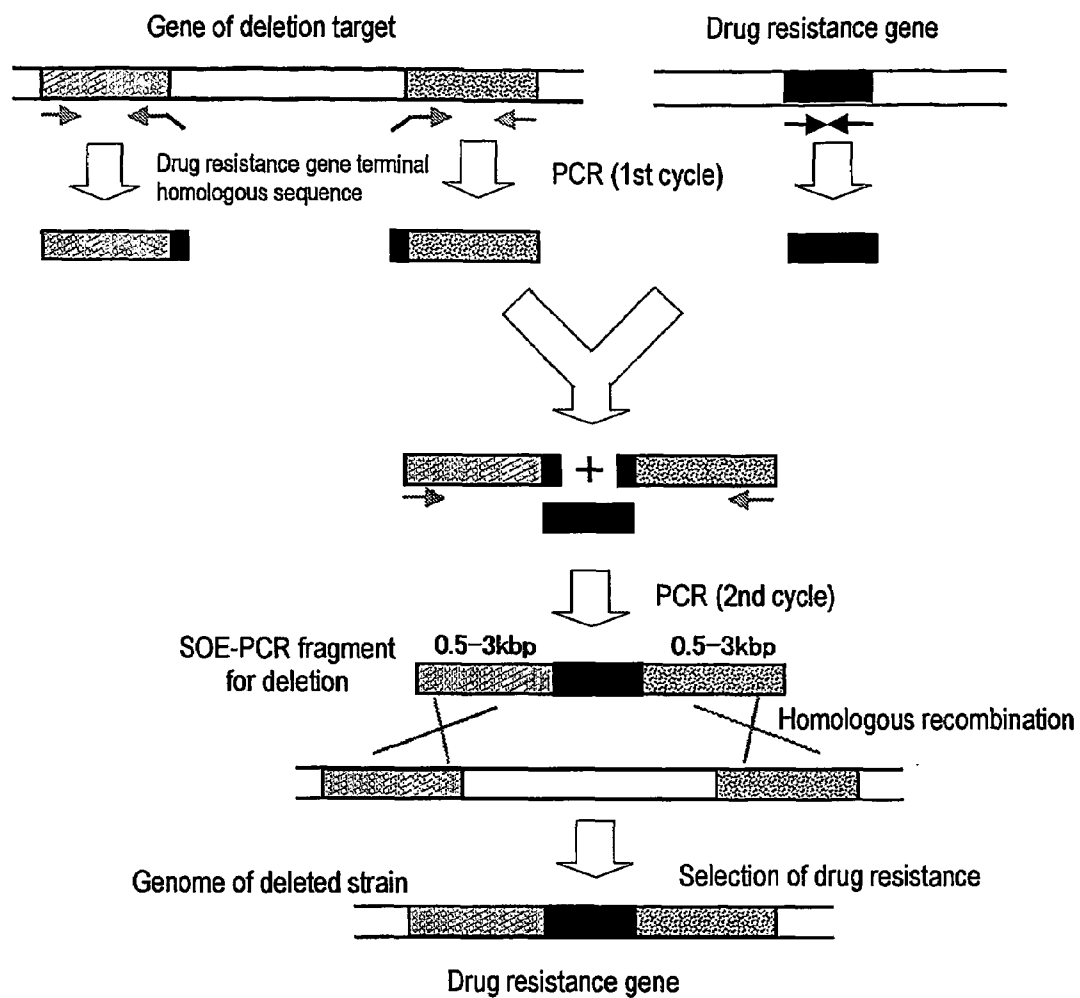 Gene of deletion target
Drug resistance gene
Drug resistance gene terminal
homologous sequence
PCR (1st cycle)
+
PCR (2nd cycle)
SOE-PCR fragment
for deletion
0.5-3kbp
0.5-3kbp
Homologous recombination
Genome of deleted strain
Selection of drug resistance
Drug resistance gene